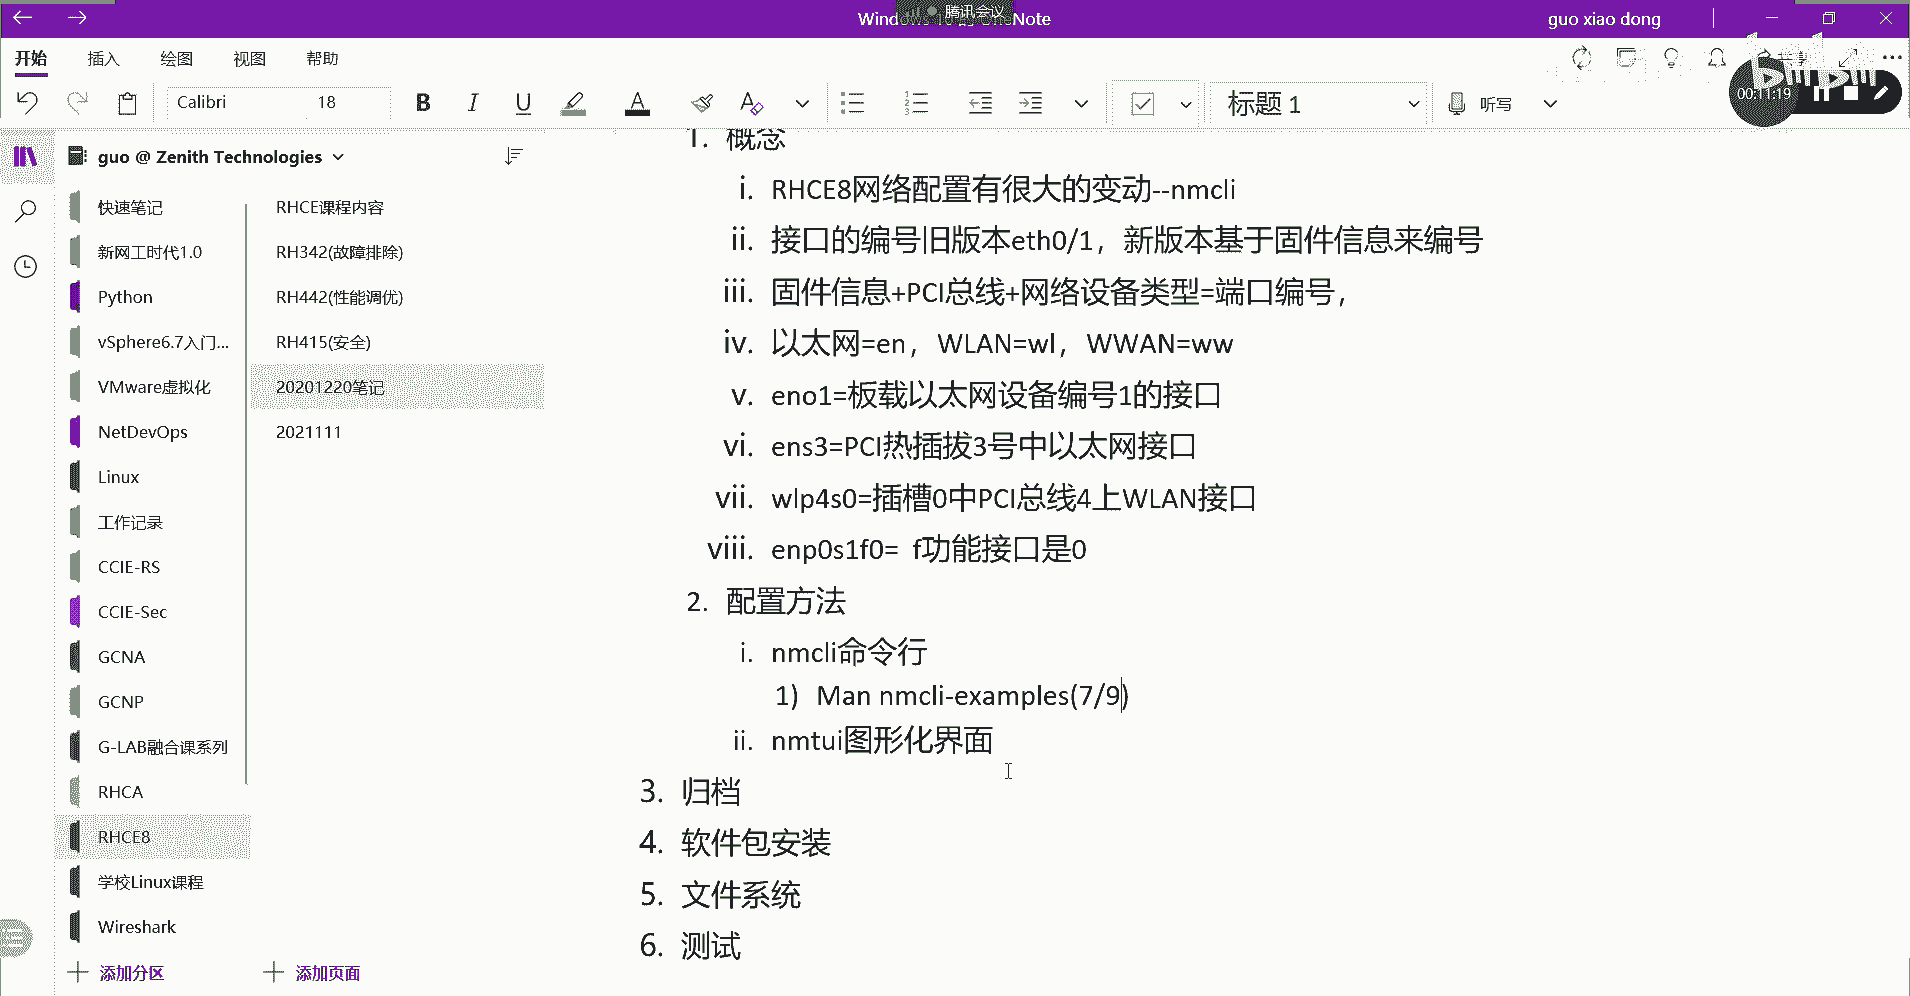 腾讯会议
Note
guo xiao dong
开始
插入
绘图
视图
帮助
共享
Calibri
18
B
I
U
A
A
标题 1
听写
bilibili
00:11:19
guo @ Zenith Technologies
快速笔记
新网工时代1.0
Python
vSphere6.7入门...
VMware虚拟化
NetDevOps
Linux
工作记录
CCIE-RS
CCIE-Sec
GCNA
GCNP
G-LAB融合课系列
RHCA
RHCE8
学校Linux课程
Wireshark
添加分区
RHCE课程内容
RH342(故障排除)
RH442(性能调优)
RH415(安全)
20201220笔记
2021111
添加页面
1. 概念
i. RHCE8网络配置有很大的变动--nmcli
ii. 接口的编号旧版本eth0/1，新版本基于固件信息来编号
iii. 固件信息+PCI总线+网络设备类型=端口编号，
iv. 以太网=en，WLAN=wl，WWAN=ww
v. eno1=板载以太网设备编号1的接口
vi. ens3=PCI热插拔3号中以太网接口
vii. wlp4s0=插槽0中PCI总线4上WLAN接口
viii. enp0s1f0= f功能接口是0
2. 配置方法
i. nmcli命令行
1) Man nmcli-examples(7/9)
ii. nmtui图形化界面
3. 归档
4. 软件包安装
5. 文件系统
6. 测试